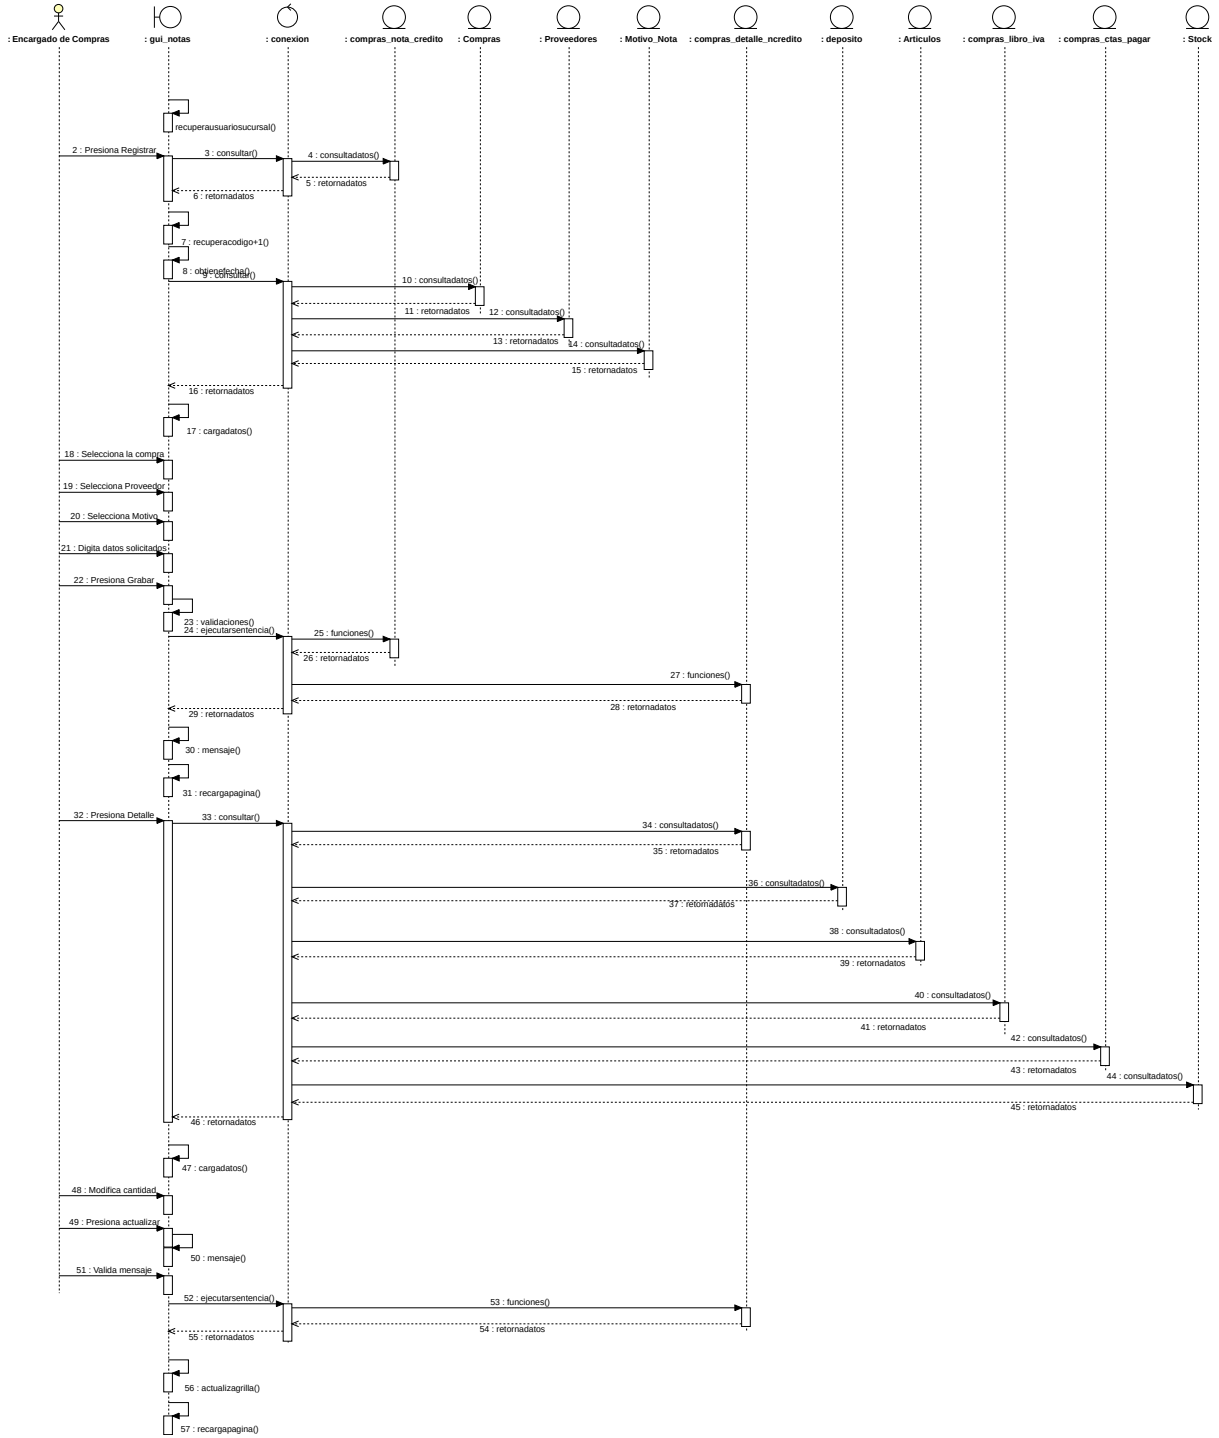 : Encargado de Compras
: gui_notas
: conexion
: compras_nota_credito
: Compras
: Proveedores
: Motivo_Nota
: compras_detalle_ncredito
: deposito
: Articulos
: compras_libro_iva
: compras_ctas_pagar
: Stock
recuperausuariosucursal()
2 : Presiona Registrar
3 : consultar()
4 : consultadatos()
5 : retornadatos
6 : retornadatos
7 : recuperacodigo+1()
8 : obtienefecha()
9 : consultar()
10 : consultadatos()
11 : retornadatos
12 : consultadatos()
13 : retornadatos
14 : consultadatos()
15 : retornadatos
16 : retornadatos
17 : cargadatos()
18 : Selecciona la compra
19 : Selecciona Proveedor
20 : Selecciona Motivo
21 : Digita datos solicitados
22 : Presiona Grabar
23 : validaciones()
24 : ejecutarsentencia()
25 : funciones()
26 : retornadatos
27 : funciones()
28 : retornadatos
29 : retornadatos
30 : mensaje()
31 : recargapagina()
32 : Presiona Detalle
33 : consultar()
34 : consultadatos()
35 : retornadatos
36 : consultadatos()
37 : retornadatos
38 : consultadatos()
39 : retornadatos
40 : consultadatos()
41 : retornadatos
42 : consultadatos()
43 : retornadatos
44 : consultadatos()
45 : retornadatos
46 : retornadatos
47 : cargadatos()
48 : Modifica cantidad
49 : Presiona actualizar
50 : mensaje()
51 : Valida mensaje
52 : ejecutarsentencia()
53 : funciones()
54 : retornadatos
55 : retornadatos
56 : actualizagrilla()
57 : recargapagina()